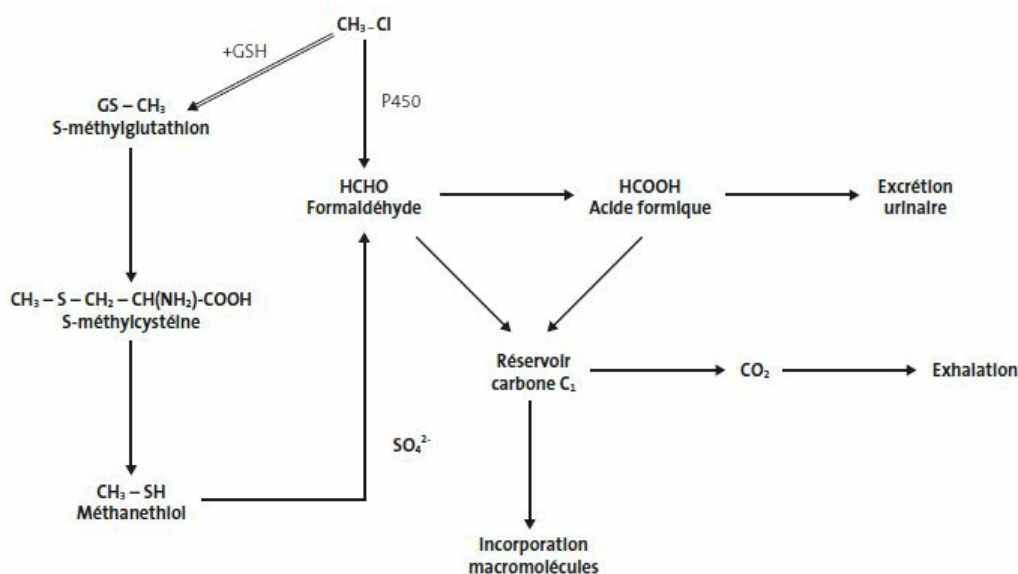 CH₃-Cl
+GSH
P450
GS – CH₃
S-méthylglutathion
HCHO
Formaldéhyde
HCOOH
Acide formique
Excrétion
urinaire
CH₃ – S – CH₂ – CH(NH₂)-COOH
S-méthylcystéine
Réservoir
carbone C₁
CO₂
Exhalation
SO₄²⁻
CH₃ – SH
Méthanethiol
Incorporation
macromolécules